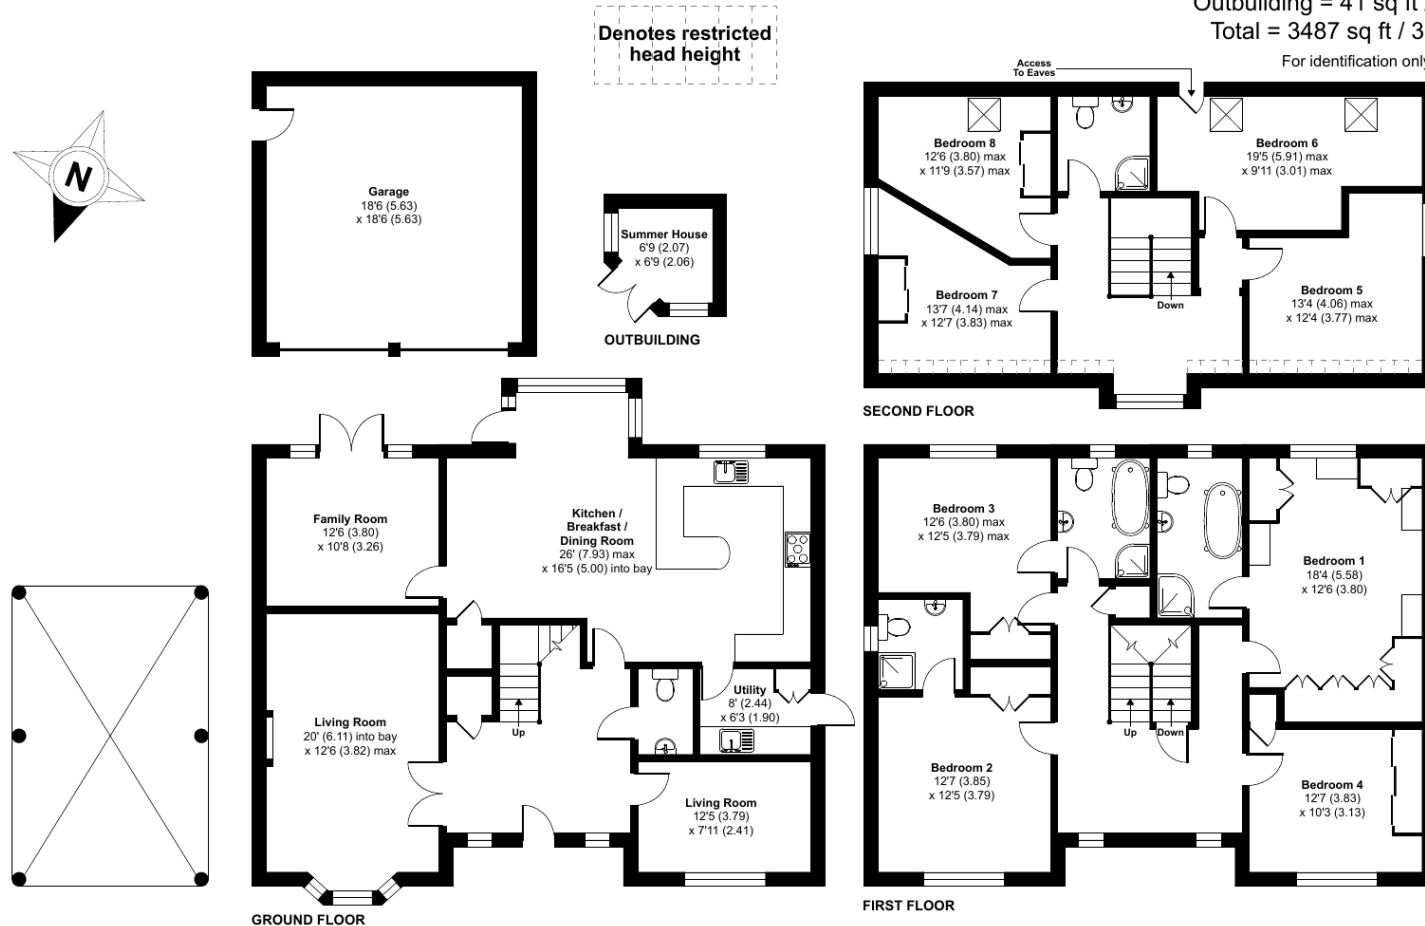 Outbuilding = 41 sq ft /
Total = 3487 sq ft / 3
For identification only
Denotes restricted
head height
N
Garage
18'6 (5.63)
x 18'6 (5.63)
Summer House
6'9 (2.07)
x 6'9 (2.06)
OUTBUILDING
Access
To Eaves
Bedroom 8
12'6 (3.80) max
x 11'9 (3.57) max
Bedroom 6
19'5 (5.91) max
x 9'11 (3.01) max
Bedroom 7
13'7 (4.14) max
x 12'7 (3.83) max
Down
Bedroom 5
13'4 (4.06) max
x 12'4 (3.77) max
SECOND FLOOR
Family Room
12'6 (3.80)
x 10'8 (3.26)
Kitchen /
Breakfast /
Dining Room
26' (7.93) max
x 16'5 (5.00) into bay
Living Room
20' (6.11) into bay
x 12'6 (3.82) max
Up
Utility
8' (2.44)
x 6'3 (1.90)
Living Room
12'5 (3.79)
x 7'11 (2.41)
GROUND FLOOR
Bedroom 3
12'6 (3.80) max
x 12'5 (3.79) max
Bedroom 1
18'4 (5.58)
x 12'6 (3.80)
Up
Down
Bedroom 2
12'7 (3.85)
x 12'5 (3.79)
Bedroom 4
12'7 (3.83)
x 10'3 (3.13)
FIRST FLOOR